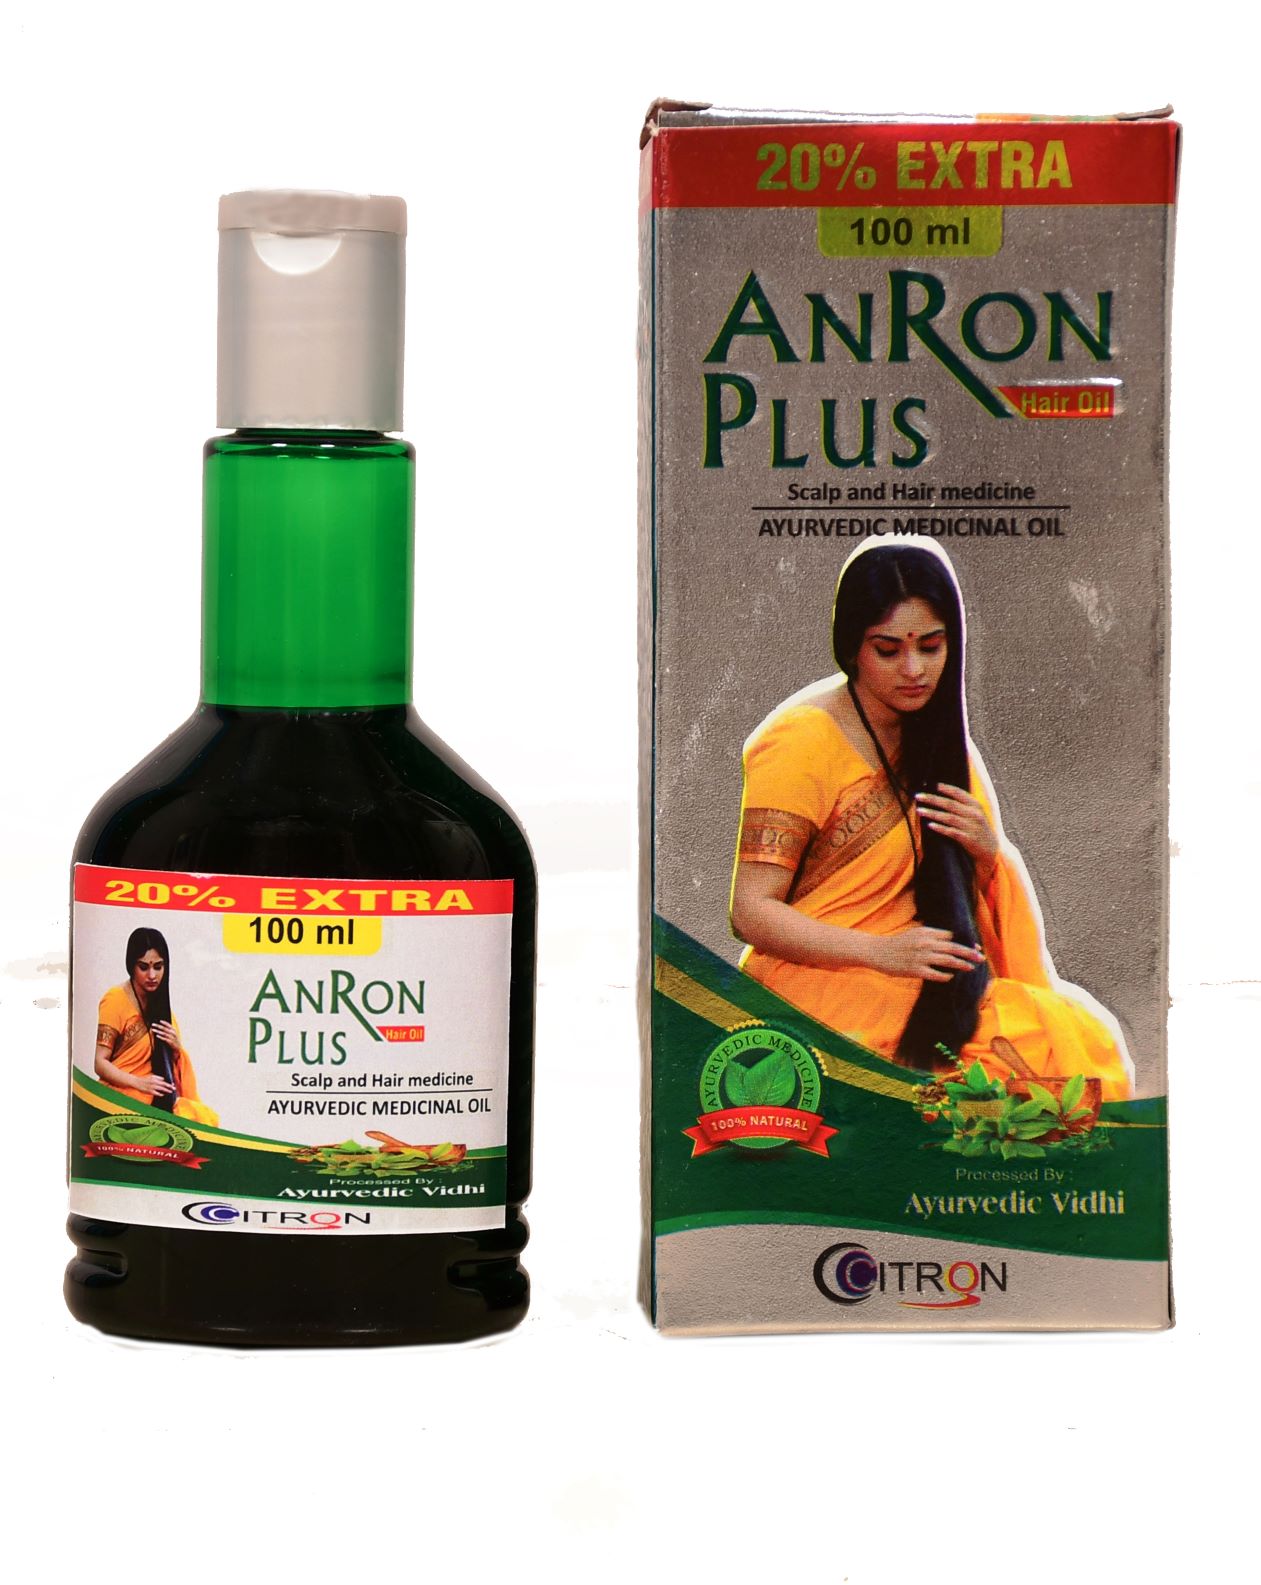 20% EXTRA
100 ml
ANRON
PLUS
Hair Oil
Scalp and Hair medicine
AYURVEDIC MEDICINAL OIL
AYURVEDIC MEDICINE
100% NATURAL
Processed By :
Ayurvedic Vidhi
CITRON
20% EXTRA
100 ml
ANRON
PLUS
Hair Oil
Scalp and Hair medicine
AYURVEDIC MEDICINAL OIL
AYURVEDIC MEDICINE
100% NATURAL
Processed By :
Ayurvedic Vidhi
CITRON